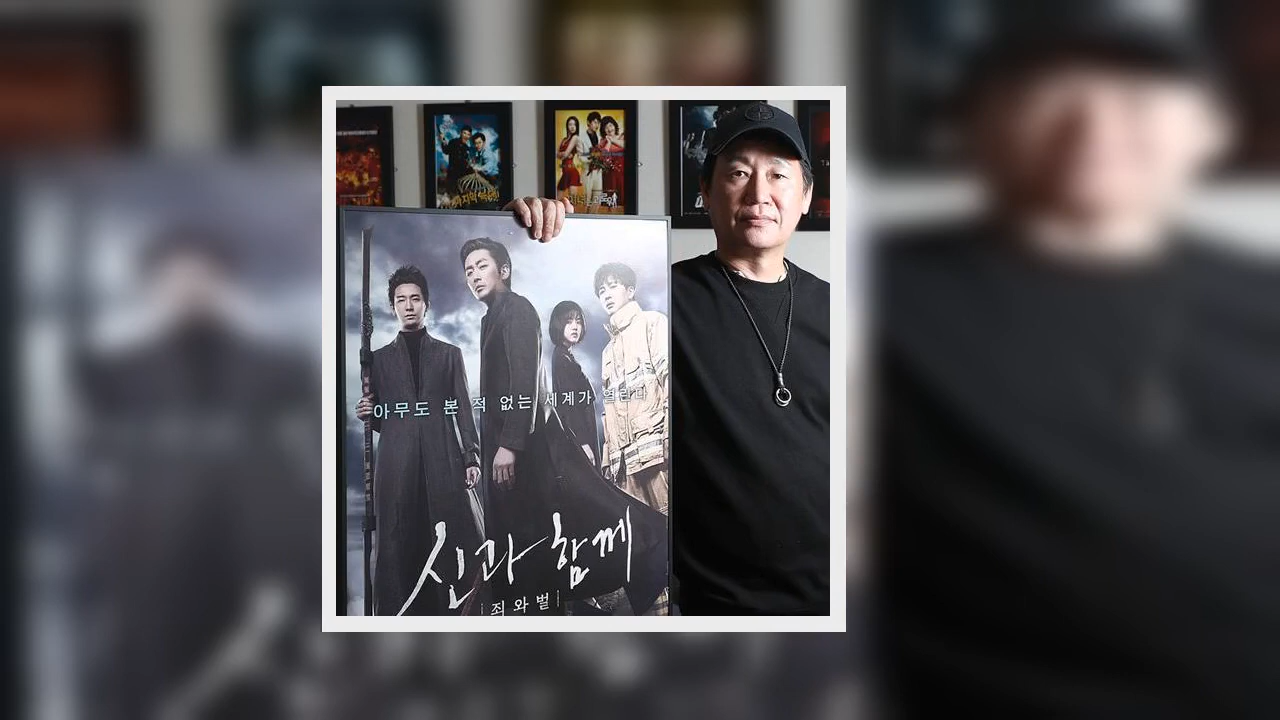 아무도 본 적 없는 세계가 열린다
신과 함께
죄와 벌